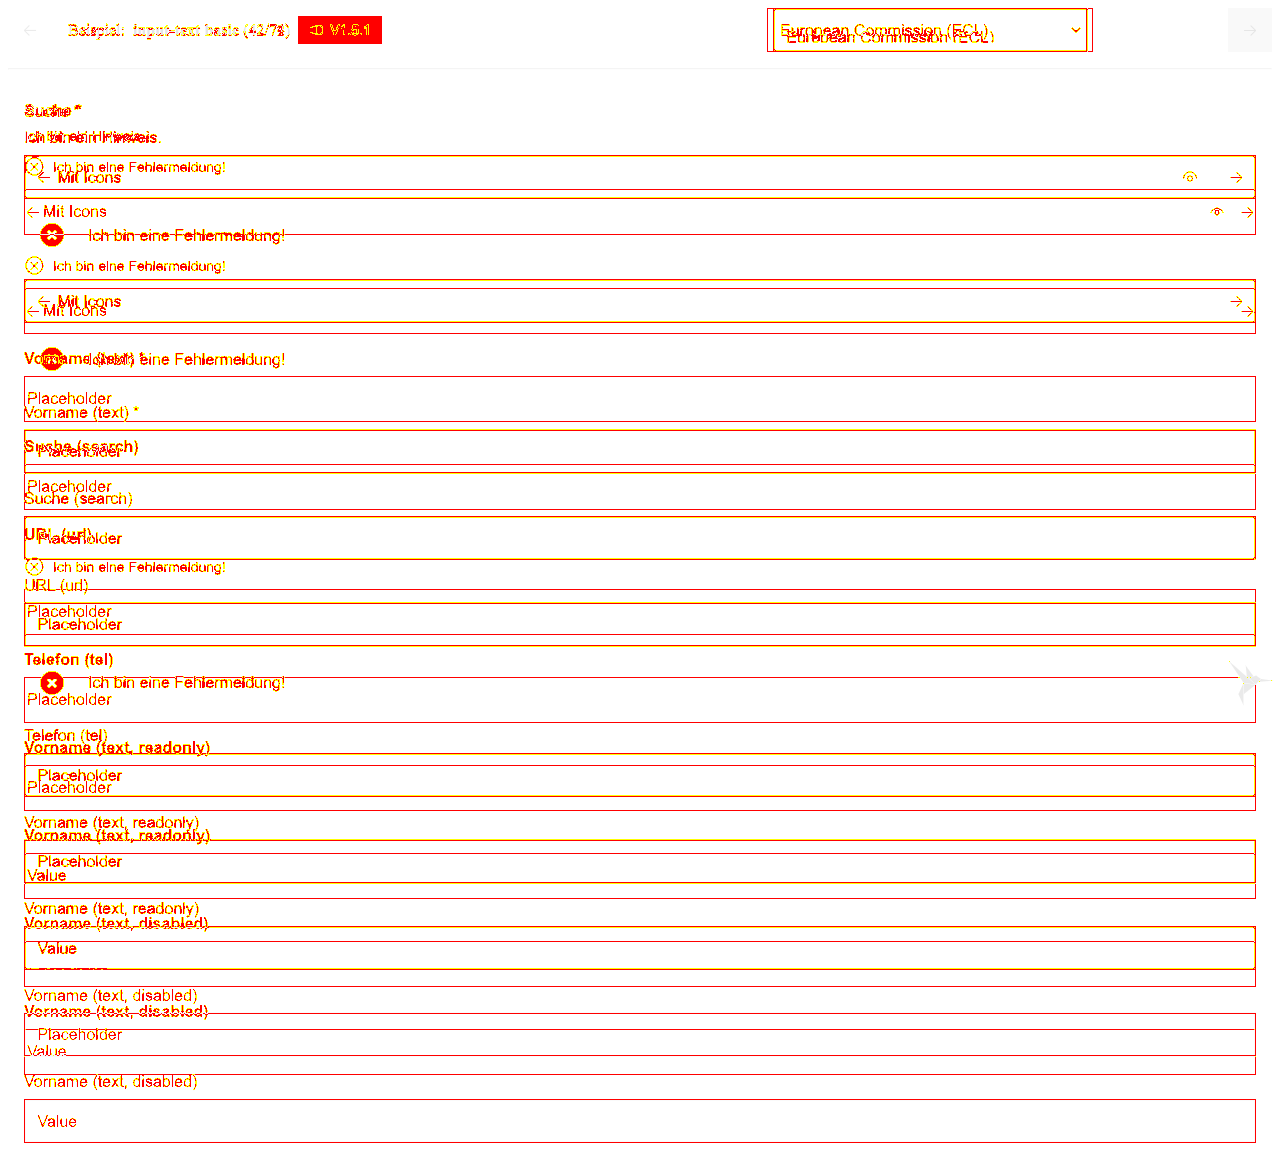 Beispiel: Input-text basic (42/78) V1.5.1 European Commission (ECL)
European Commission (ECL)
Suche *
Ich bin ein Hinweis.
Ich bin eine Fehlermeldung!
Mit Icons
Mit Icons
Ich bin eine Fehlermeldung!
Ich bin eine Fehlermeldung!
Mit Icons
Mit Icons
Vorname (text) *
Ich bin eine Fehlermeldung!
Placeholder
Vorname (text) *
Suche (search)
Placeholder
Placeholder
Suche (search)
URL (url)
Placeholder
Ich bin eine Fehlermeldung!
URL (url)
Placeholder
Placeholder
Telefon (tel)
Ich bin eine Fehlermeldung!
Placeholder
Telefon (tel)
Vorname (text, readonly)
Placeholder
Placeholder
Vorname (text, readonly)
Vorname (text, readonly)
Placeholder
Value
Vorname (text, readonly)
Vorname (text, disabled)
Value
Vorname (text, disabled)
Vorname (text, disabled)
Placeholder
Value
Vorname (text, disabled)
Value